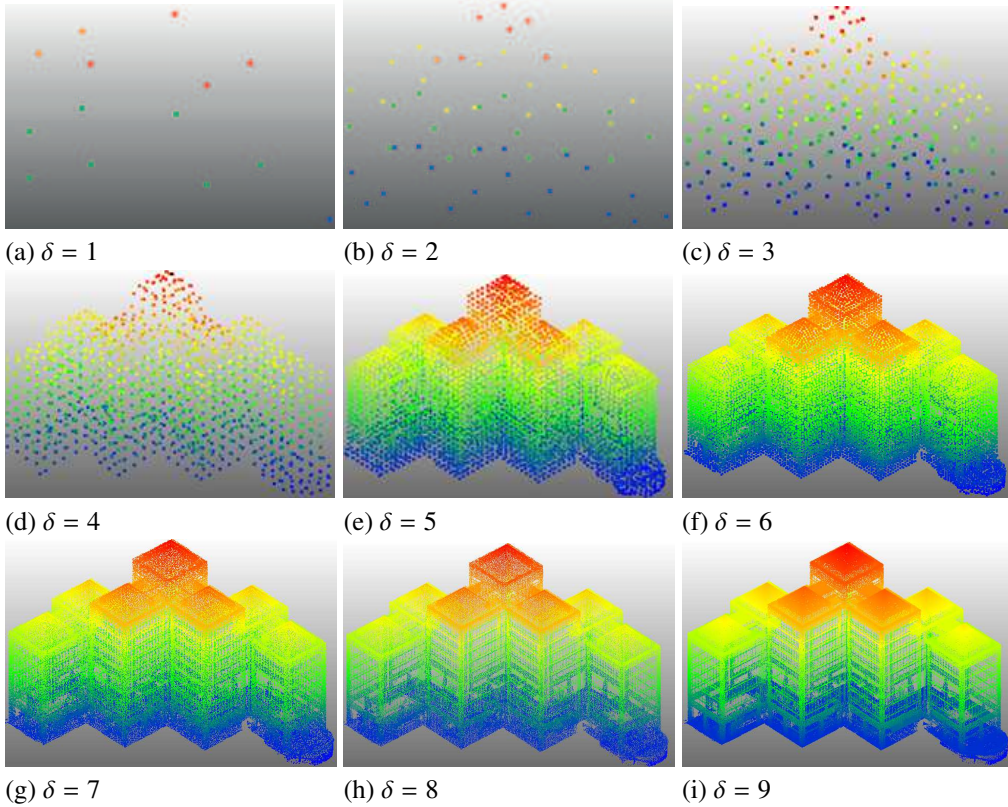 (a) δ = 1
(b) δ = 2
(c) δ = 3
(d) δ = 4
(e) δ = 5
(f) δ = 6
(g) δ = 7
(h) δ = 8
(i) δ = 9